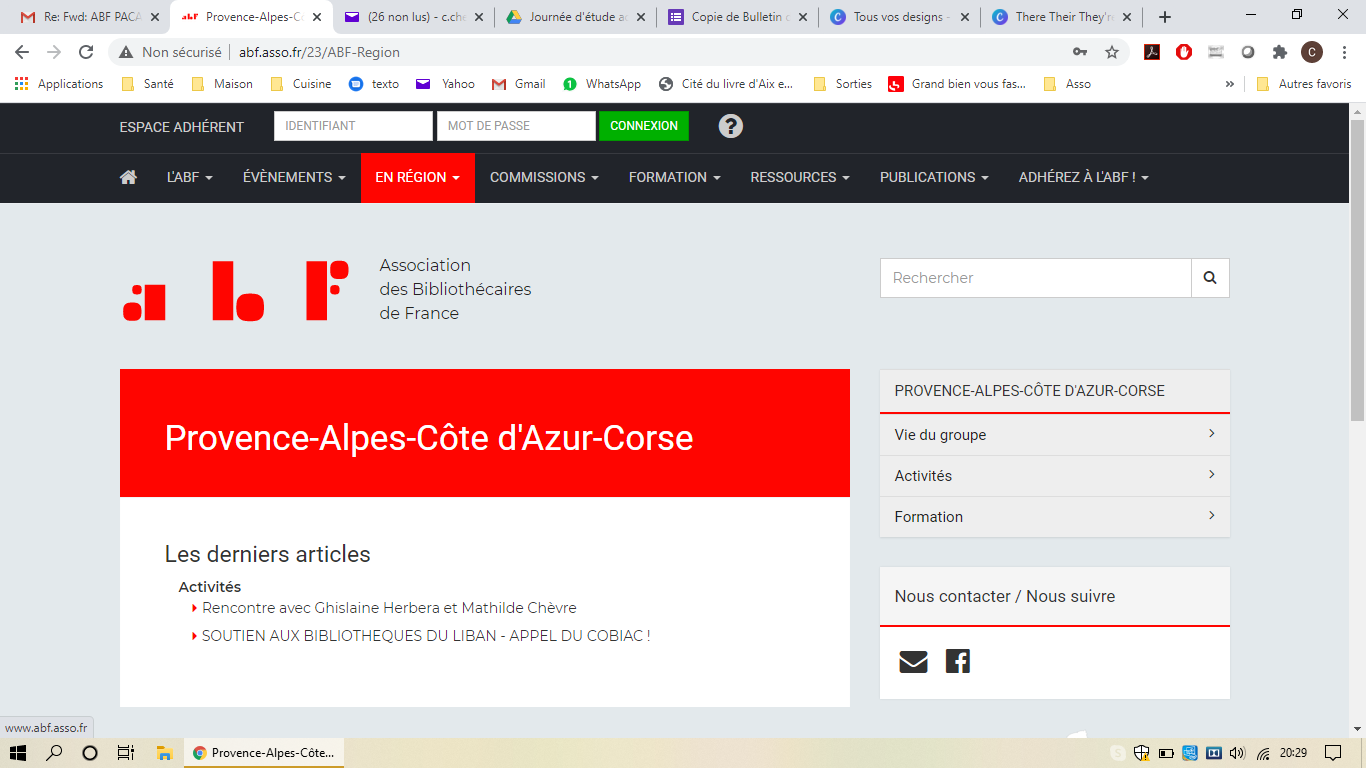 Re: Fwd: ABF PACA
Provence-Alpes-Cô
(26 non lus) - c.che
Journée d'étude ac
Copie de Bulletin d
Tous vos designs -
There Their They're
Non sécurisé abf.asso.fr/23/ABF-Region
C
Applications Santé Maison Cuisine texto Yahoo Gmail WhatsApp Cité du livre d'Aix e... Sorties Grand bien vous fas... Asso » Autres favoris
ESPACE ADHÉRENT IDENTIFIANT MOT DE PASSE CONNEXION ?
L'ABF ÉVÈNEMENTS EN RÉGION COMMISSIONS FORMATION RESSOURCES PUBLICATIONS ADHÉREZ À L'ABF !
abf
Association
des Bibliothécaires
de France
Rechercher
Provence-Alpes-Côte d'Azur-Corse
Les derniers articles
Activités
Rencontre avec Ghislaine Herbera et Mathilde Chèvre
SOUTIEN AUX BIBLIOTHEQUES DU LIBAN - APPEL DU COBIAC !
PROVENCE-ALPES-CÔTE D'AZUR-CORSE
Vie du groupe
Activités
Formation
Nous contacter / Nous suivre
www.abf.asso.fr
Provence-Alpes-Côte...
20:29